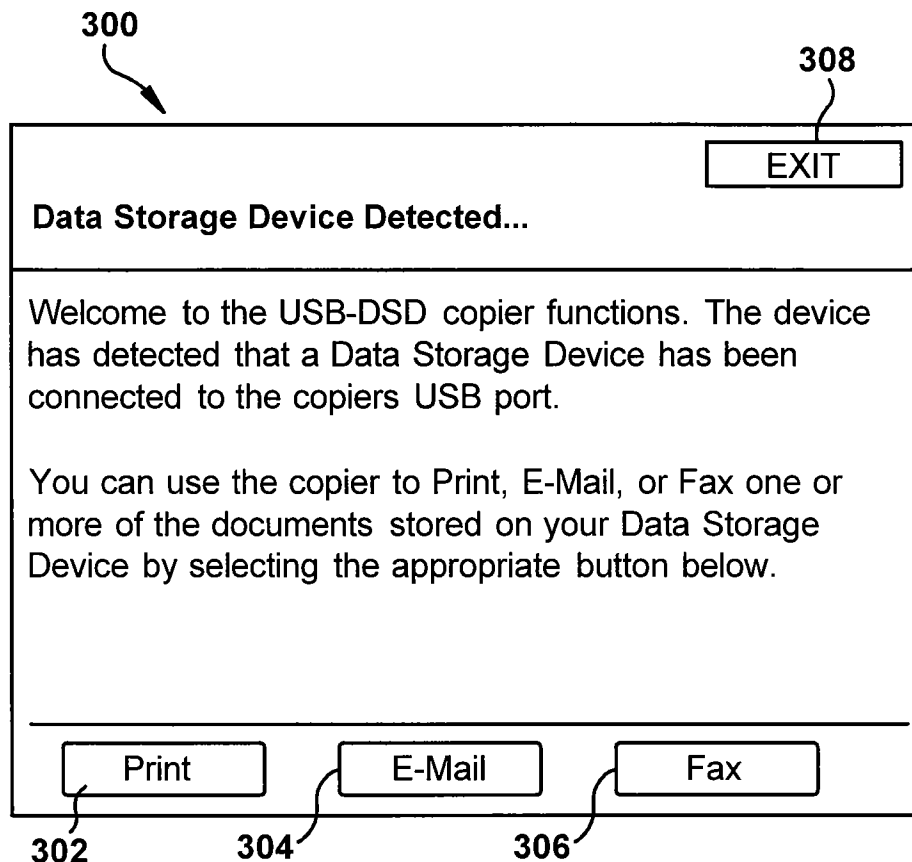 300
308
EXIT
Data Storage Device Detected...
Welcome to the USB-DSD copier functions. The device
has detected that a Data Storage Device has been
connected to the copiers USB port.
You can use the copier to Print, E-Mail, or Fax one or
more of the documents stored on your Data Storage
Device by selecting the appropriate button below.
Print E-Mail Fax
302 304 306